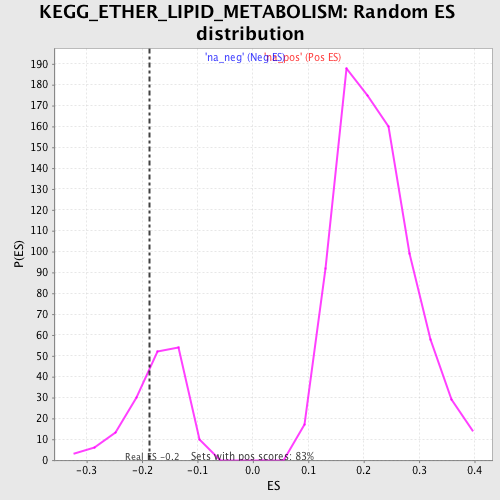 KEGG_ETHER_LIPID_METABOLISM: Random ES
distribution
'na_neg' (Neg ES)
'na_pos' (Pos ES)
190
180
170
160
150
140
130
120
110
100
90
80
70
60
50
40
30
20
10
0
P(ES)
Real ES -0.2
Sets with pos scores: 83%
-0.3 -0.2 -0.1 0.0 0.1 0.2 0.3 0.4
ES